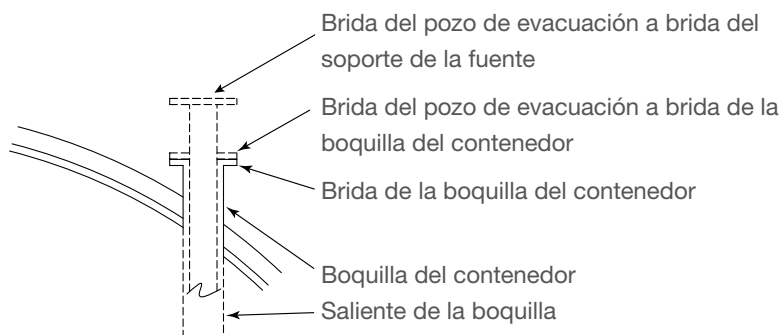 Brida del pozo de evacuación a brida del
soporte de la fuente
Brida del pozo de evacuación a brida de la
boquilla del contenedor
Brida de la boquilla del contenedor
Boquilla del contenedor
Saliente de la boquilla